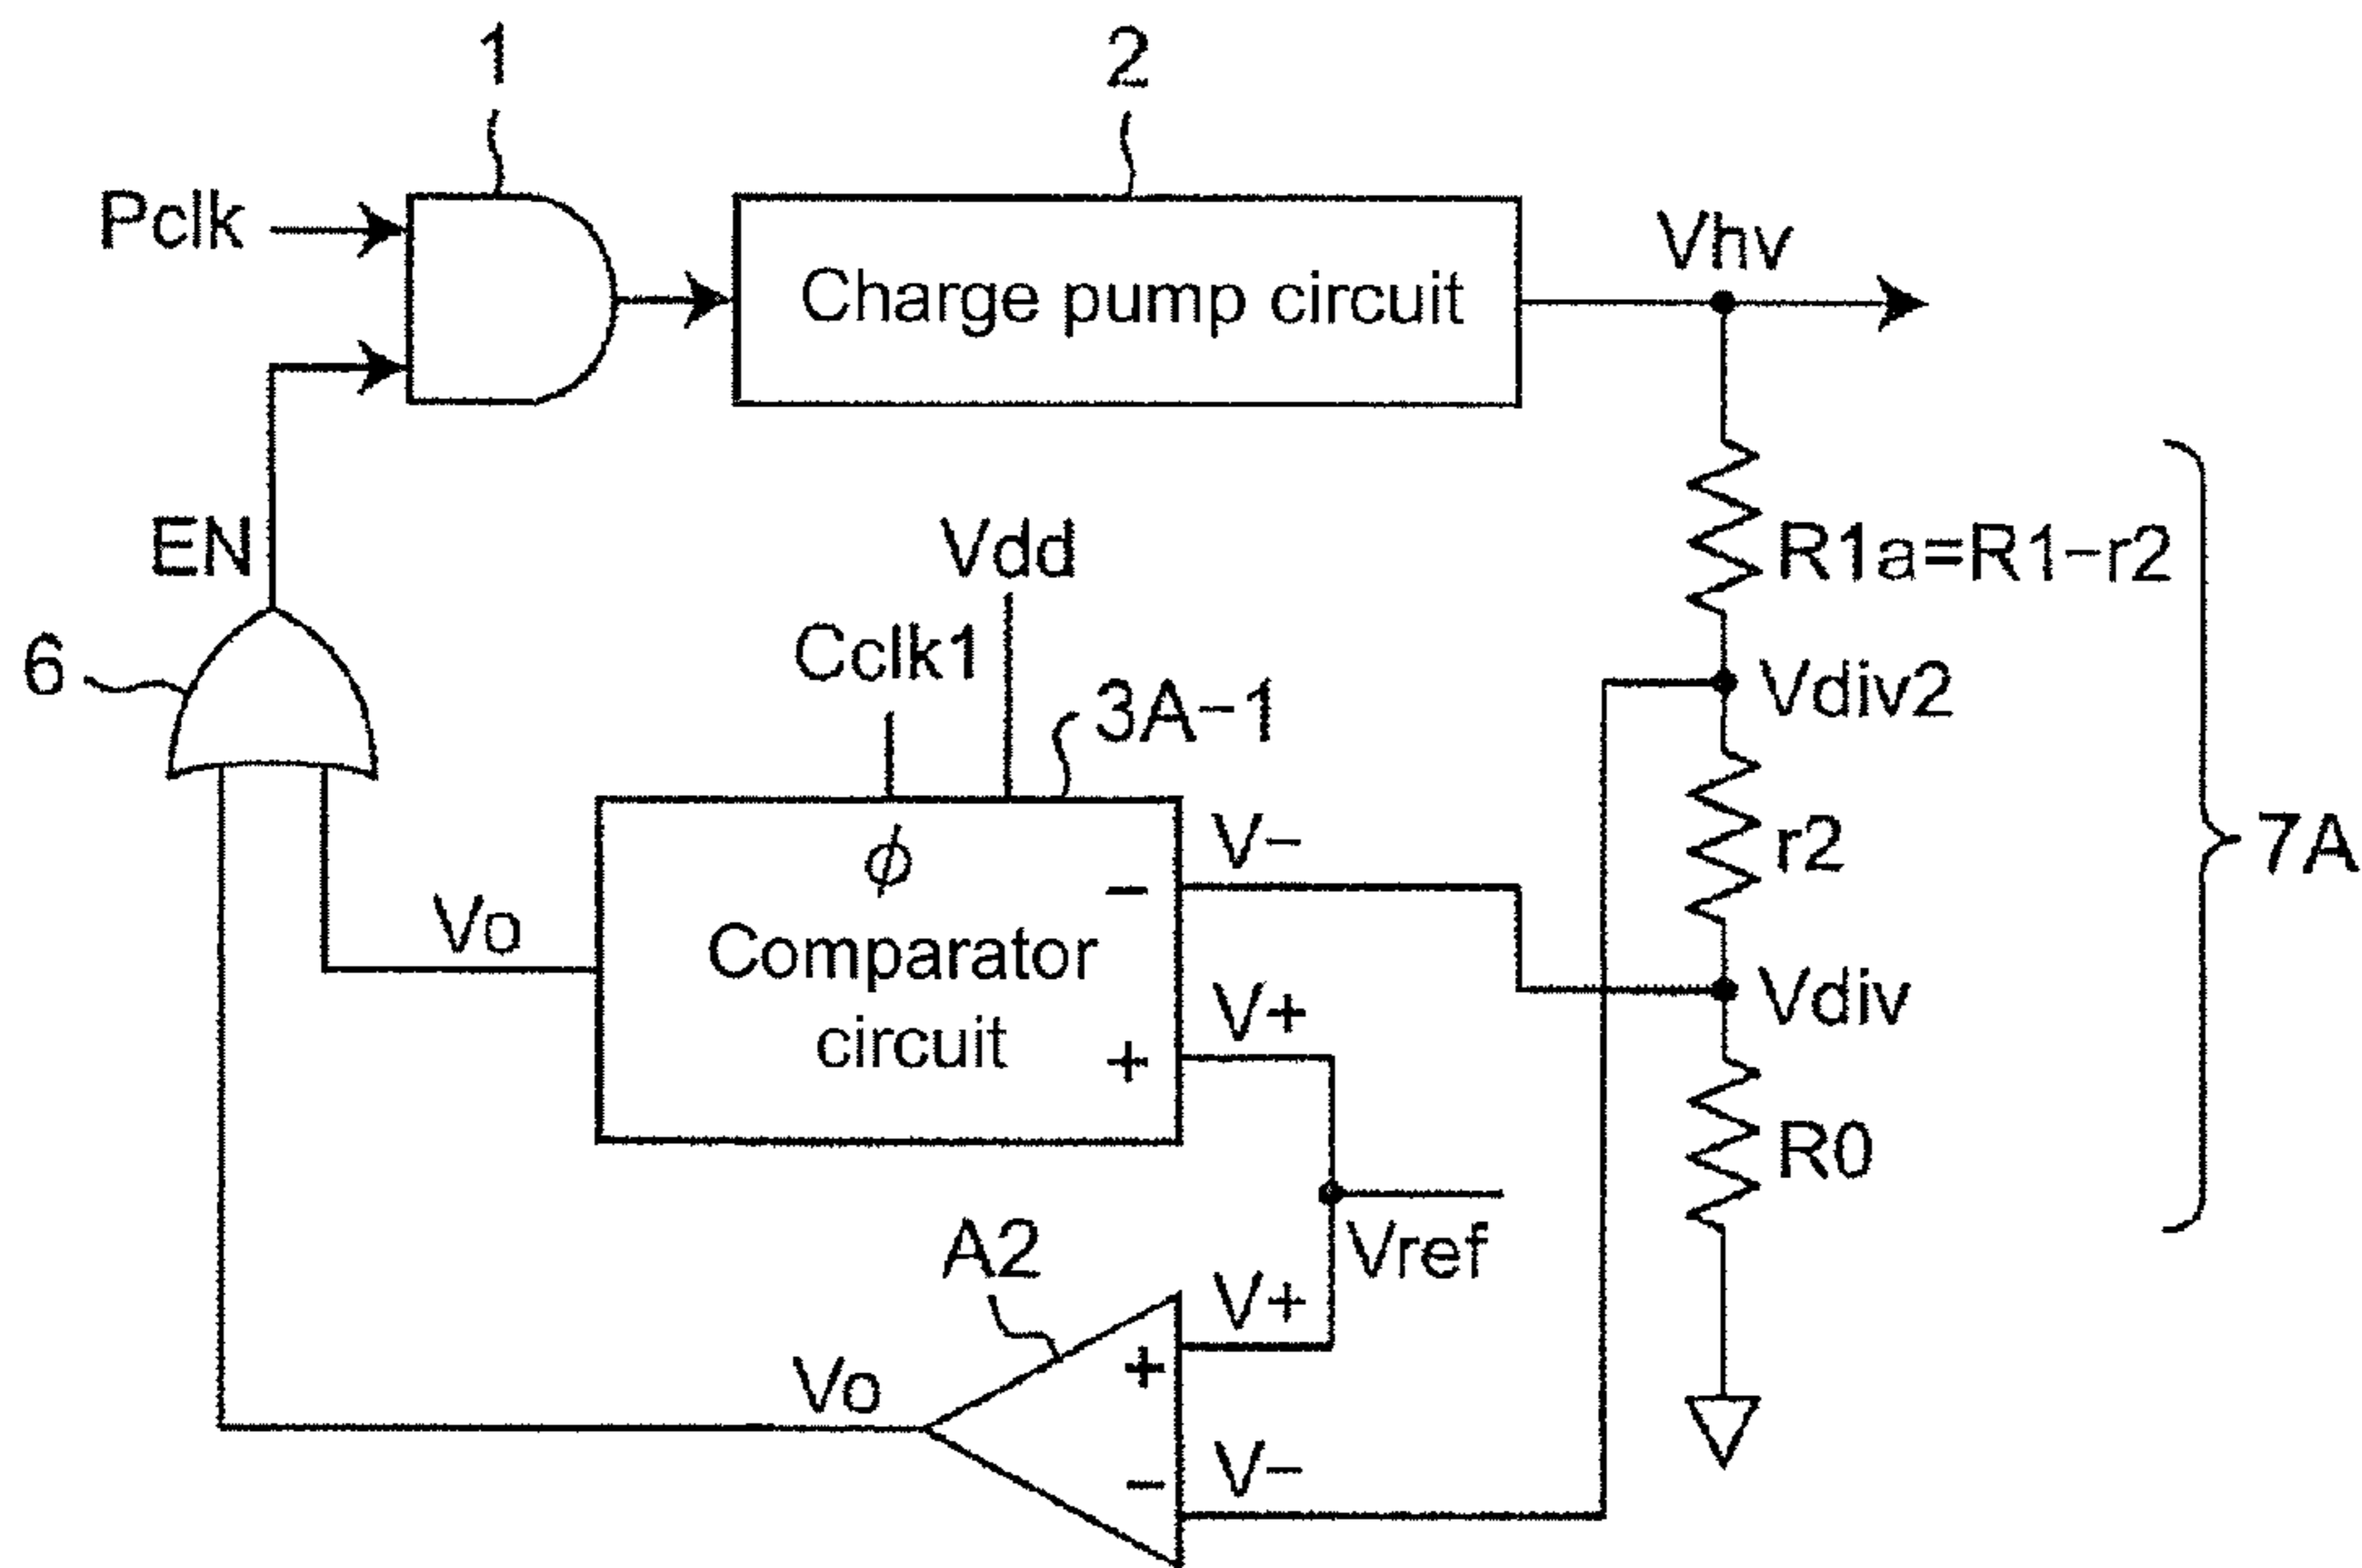 1
2
Pclk
Charge pump circuit
Vhv
EN
Vdd
R1a=R1−r2
6
Cclk1
3A−1
Vdiv2
ϕ
V−
−
r2
7A
Vo
Comparator
circuit
V+
+
Vdiv
R0
A2
Vref
V+
+
Vo
V−
−